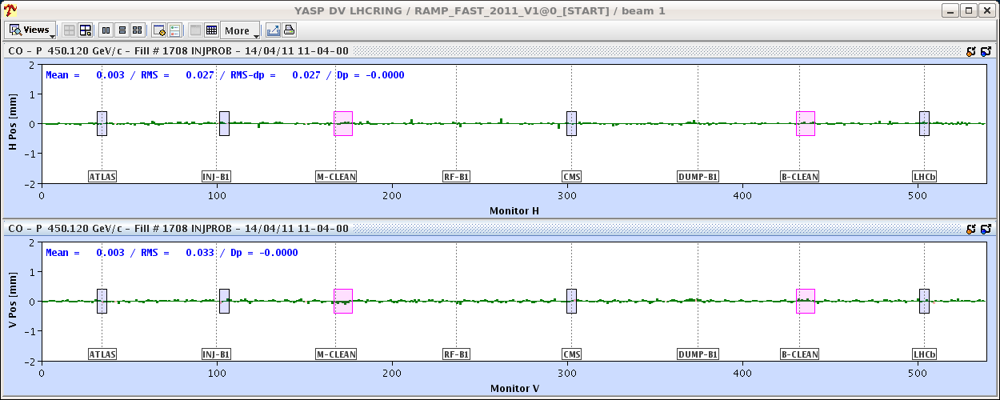 YASP DV LHCRING / RAMP_FAST_2011_V1@0_[START] / beam 1
Views More
CO - P 450.120 GeV/c - Fill # 1708 INJPROB - 14/04/11 11-04-00
Mean = 0.003 / RMS = 0.027 / RMS-dp = 0.027 / Dp = -0.0000
H Pos [mm]
2
1
0
-1
-2
ATLAS INJ-B1 M-CLEAN RF-B1 CMS DUMP-B1 B-CLEAN LHCb
0 100 200 300 400 500
Monitor H
CO - P 450.120 GeV/c - Fill # 1708 INJPROB - 14/04/11 11-04-00
Mean = 0.003 / RMS = 0.033 / Dp = -0.0000
V Pos [mm]
2
1
0
-1
-2
ATLAS INJ-B1 M-CLEAN RF-B1 CMS DUMP-B1 B-CLEAN LHCb
0 100 200 300 400 500
Monitor V